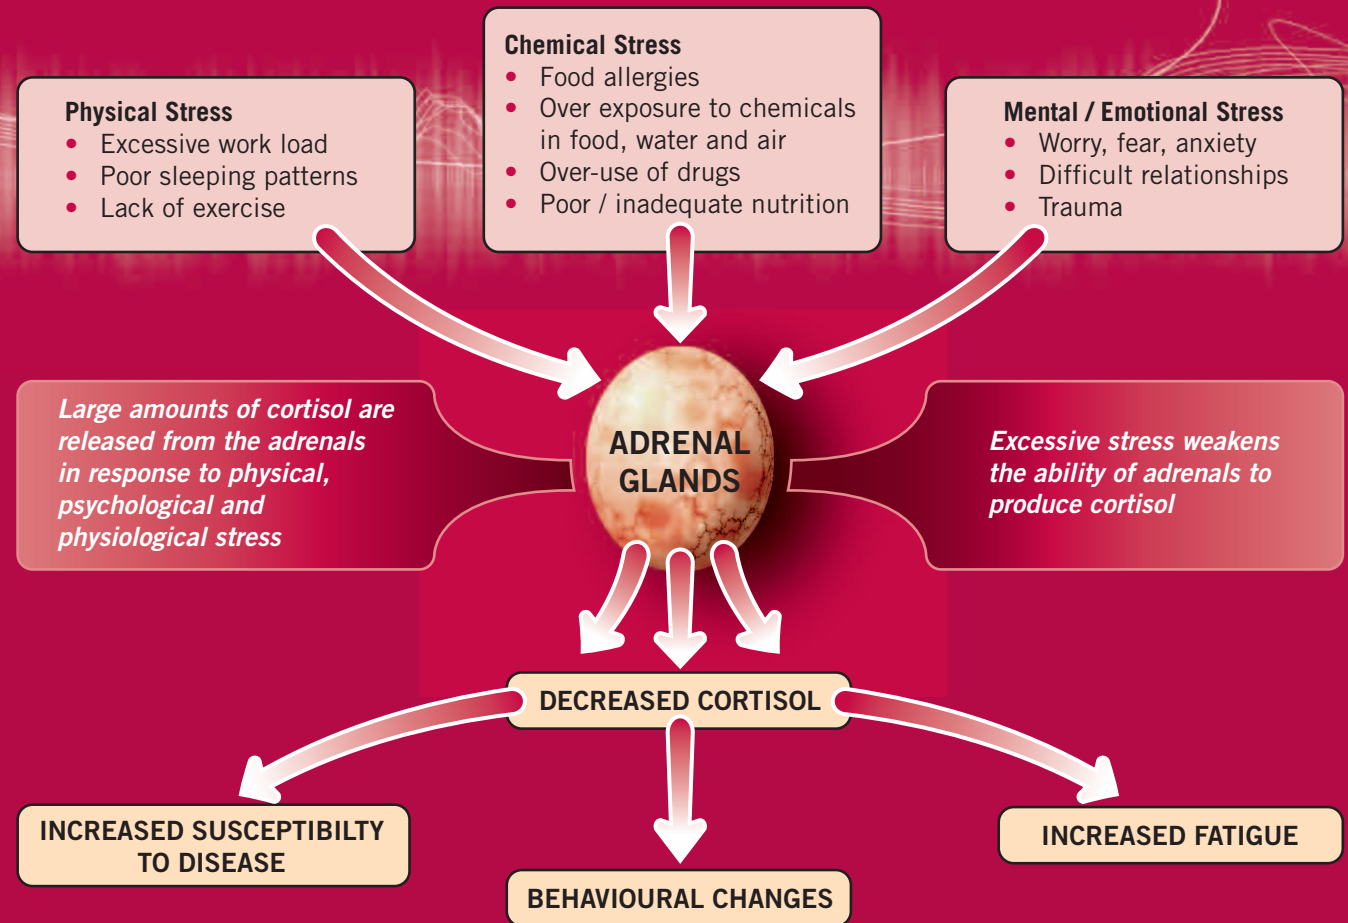 Physical Stress
• Excessive work load
• Poor sleeping patterns
• Lack of exercise
Chemical Stress
• Food allergies
• Over exposure to chemicals
in food, water and air
• Over-use of drugs
• Poor / inadequate nutrition
Mental / Emotional Stress
• Worry, fear, anxiety
• Difficult relationships
• Trauma
Large amounts of cortisol are
released from the adrenals
in response to physical,
psychological and
physiological stress
ADRENAL
GLANDS
Excessive stress weakens
the ability of adrenals to
produce cortisol
DECREASED CORTISOL
INCREASED SUSCEPTIBILTY
TO DISEASE
BEHAVIOURAL CHANGES
INCREASED FATIGUE